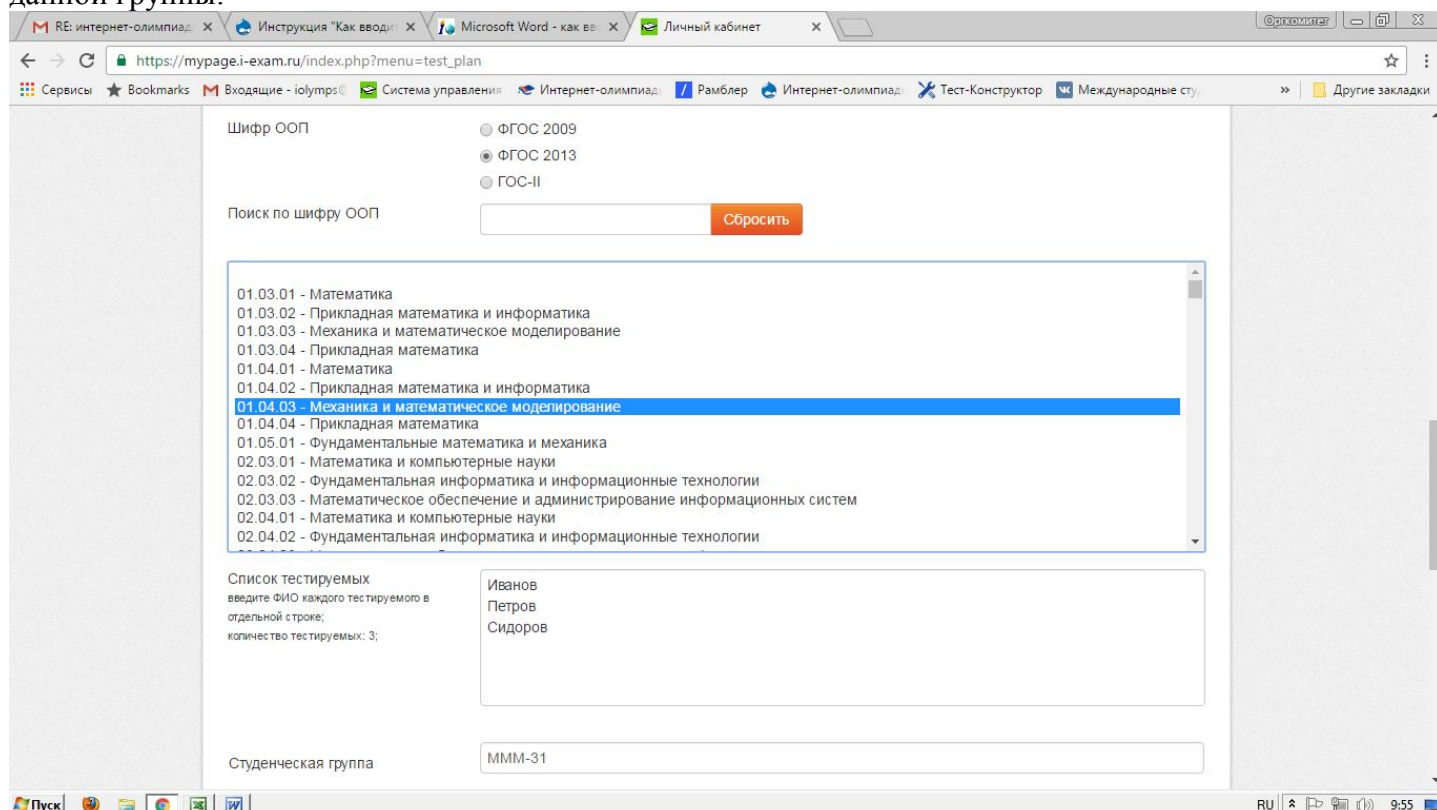 данной группы.
RE: интернет-олимпиад
Инструкция "Как вводи
Microsoft Word - как вв
Личный кабинет
Оргкомитет
https://mypage.i-exam.ru/index.php?menu=test_plan
Сервисы Bookmarks Входящие - iolymps Система управления Интернет-олимпиад Рамблер Интернет-олимпиад Тест-Конструктор Международные сту » Другие закладки
Шифр ООП
ФГОС 2009
ФГОС 2013
ГОС-II
Поиск по шифру ООП
Сбросить
01.03.01 - Математика
01.03.02 - Прикладная математика и информатика
01.03.03 - Механика и математическое моделирование
01.03.04 - Прикладная математика
01.04.01 - Математика
01.04.02 - Прикладная математика и информатика
01.04.03 - Механика и математическое моделирование
01.04.04 - Прикладная математика
01.05.01 - Фундаментальные математика и механика
02.03.01 - Математика и компьютерные науки
02.03.02 - Фундаментальная информатика и информационные технологии
02.03.03 - Математическое обеспечение и администрирование информационных систем
02.04.01 - Математика и компьютерные науки
02.04.02 - Фундаментальная информатика и информационные технологии
Список тестируемых
введите ФИО каждого тестируемого в
отдельной строке;
количество тестируемых: 3;
Иванов
Петров
Сидоров
Студенческая группа
МММ-31
Пуск
RU
9:55